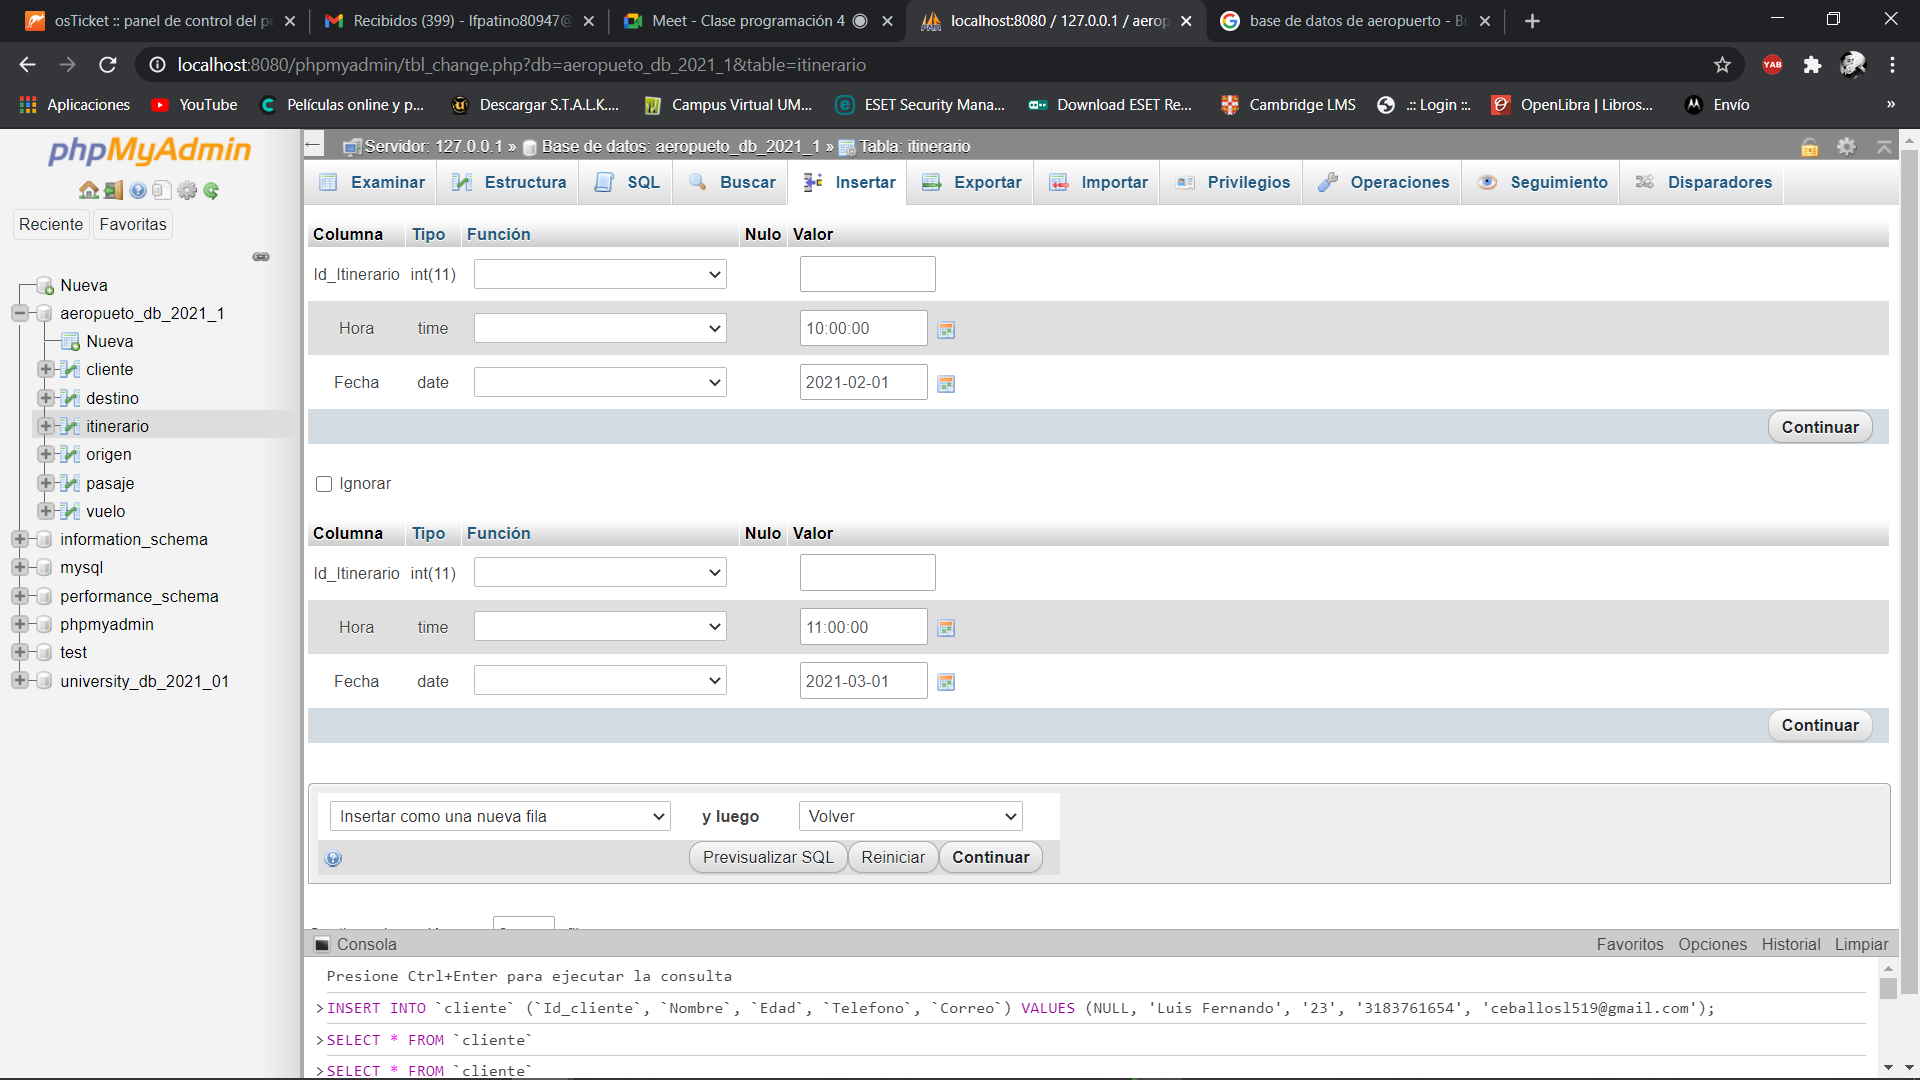 osTicket :: panel de control del pe
Recibidos (399) - lfpatino80947@
Meet - Clase programación 4
localhost:8080 / 127.0.0.1 / aerop
base de datos de aeropuerto - Bu
localhost:8080/phpmyadmin/tbl_change.php?db=aeropueto_db_2021_1&table=itinerario
YAB
Aplicaciones
YouTube
Películas online y p...
Descargar S.T.A.L.K....
Campus Virtual UM...
ESET Security Mana...
Download ESET Re...
Cambridge LMS
.:: Login ::.
OpenLibra | Libros...
Envío
»
phpMyAdmin
Reciente
Favoritas
Nueva
aeropueto_db_2021_1
Nueva
cliente
destino
itinerario
origen
pasaje
vuelo
information_schema
mysql
performance_schema
phpmyadmin
test
university_db_2021_01
Servidor: 127.0.0.1 » Base de datos: aeropueto_db_2021_1 » Tabla: itinerario
Examinar
Estructura
SQL
Buscar
Insertar
Exportar
Importar
Privilegios
Operaciones
Seguimiento
Disparadores
Columna Tipo Función Nulo Valor
Id_Itinerario int(11)
Hora time 10:00:00
Fecha date 2021-02-01
Continuar
Ignorar
Columna Tipo Función Nulo Valor
Id_Itinerario int(11)
Hora time 11:00:00
Fecha date 2021-03-01
Continuar
Insertar como una nueva fila y luego Volver
Previsualizar SQL Reiniciar Continuar
Consola
Favoritos Opciones Historial Limpiar
Presione Ctrl+Enter para ejecutar la consulta
>INSERT INTO `cliente` (`Id_cliente`, `Nombre`, `Edad`, `Telefono`, `Correo`) VALUES (NULL, 'Luis Fernando', '23', '3183761654', 'ceballosl519@gmail.com');
>SELECT * FROM `cliente`
>SELECT * FROM `cliente`